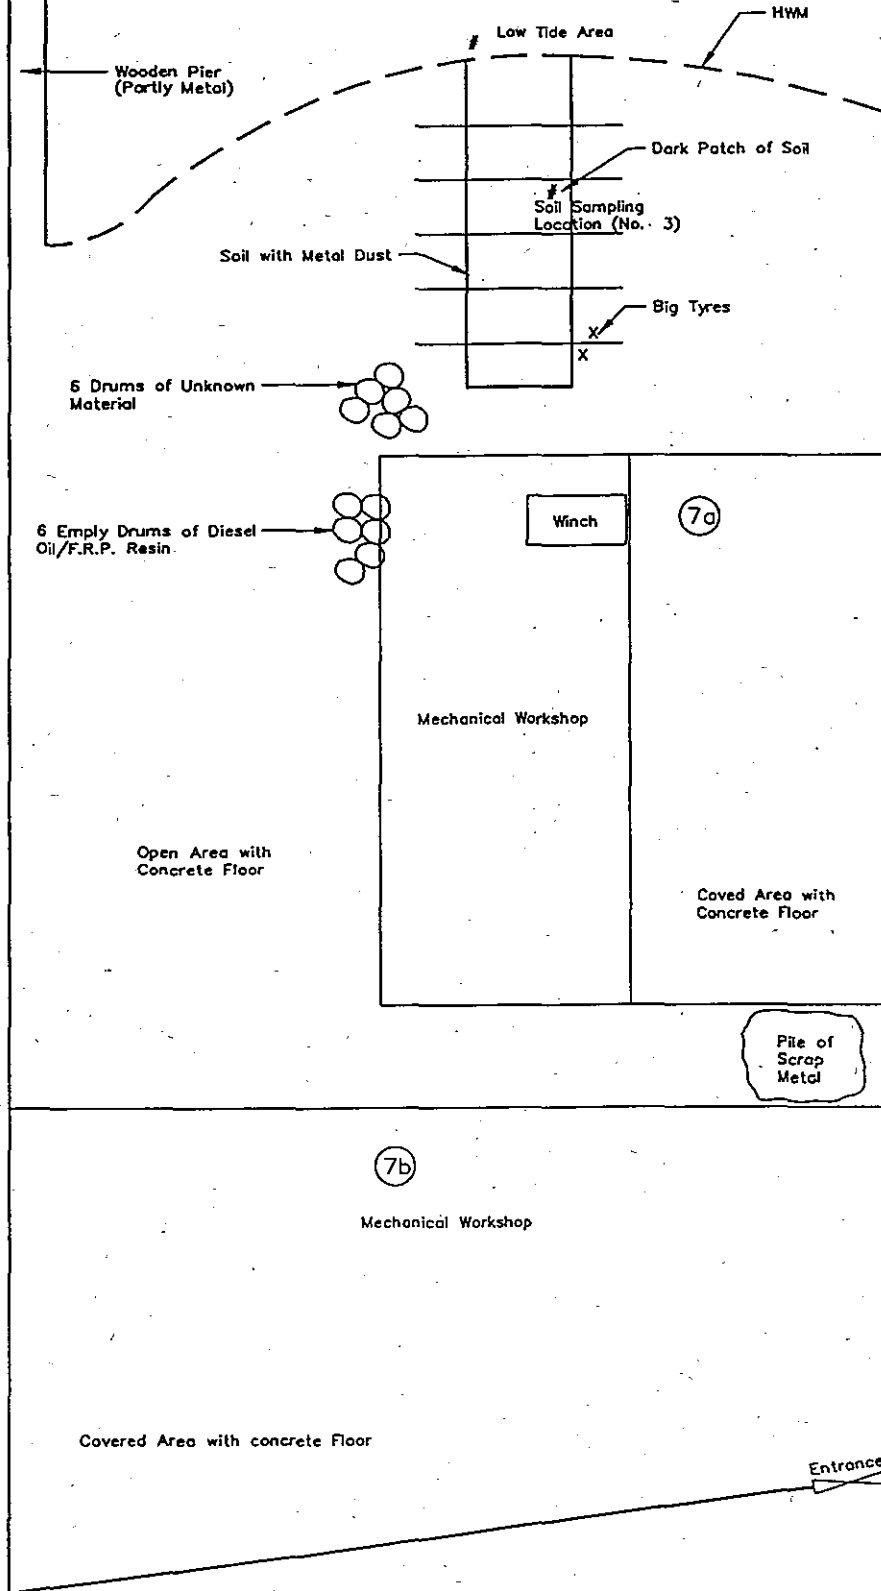 HWM
# Low Tide Area
Wooden Pier
(Partly Metal)
Dark Patch of Soil
#
Soil Sampling
Location (No. 3)
Soil with Metal Dust
Big Tyres
X
X
6 Drums of Unknown
Material
6 Emply Drums of Diesel
Oil/F.R.P. Resin
Winch
7a
Mechanical Workshop
Open Area with
Concrete Floor
Coved Area with
Concrete Floor
Pile of
Scrap
Metal
7b
Mechanical Workshop
Covered Area with concrete Floor
Entrance